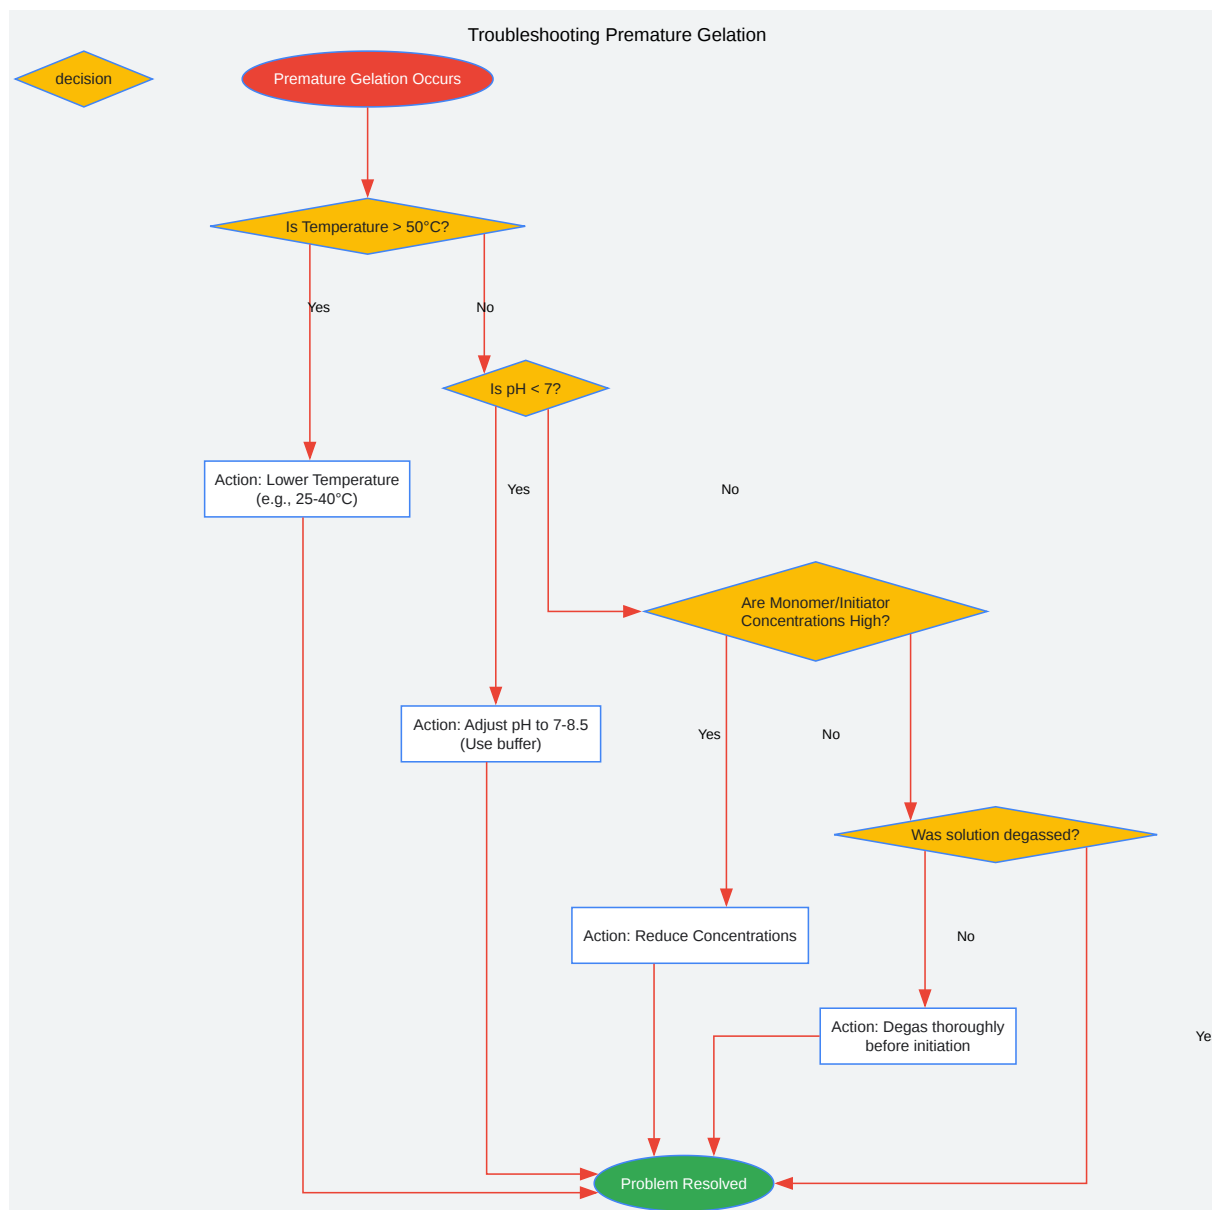 Troubleshooting Premature Gelation
decision
Premature Gelation Occurs
Is Temperature > 50°C?
Yes
No
Is pH < 7?
Action: Lower Temperature
(e.g., 25-40°C)
Yes
No
Are Monomer/Initiator
Concentrations High?
Action: Adjust pH to 7-8.5
(Use buffer)
Yes
No
Was solution degassed?
Action: Reduce Concentrations
No
Action: Degas thoroughly
before initiation
Ye
Problem Resolved